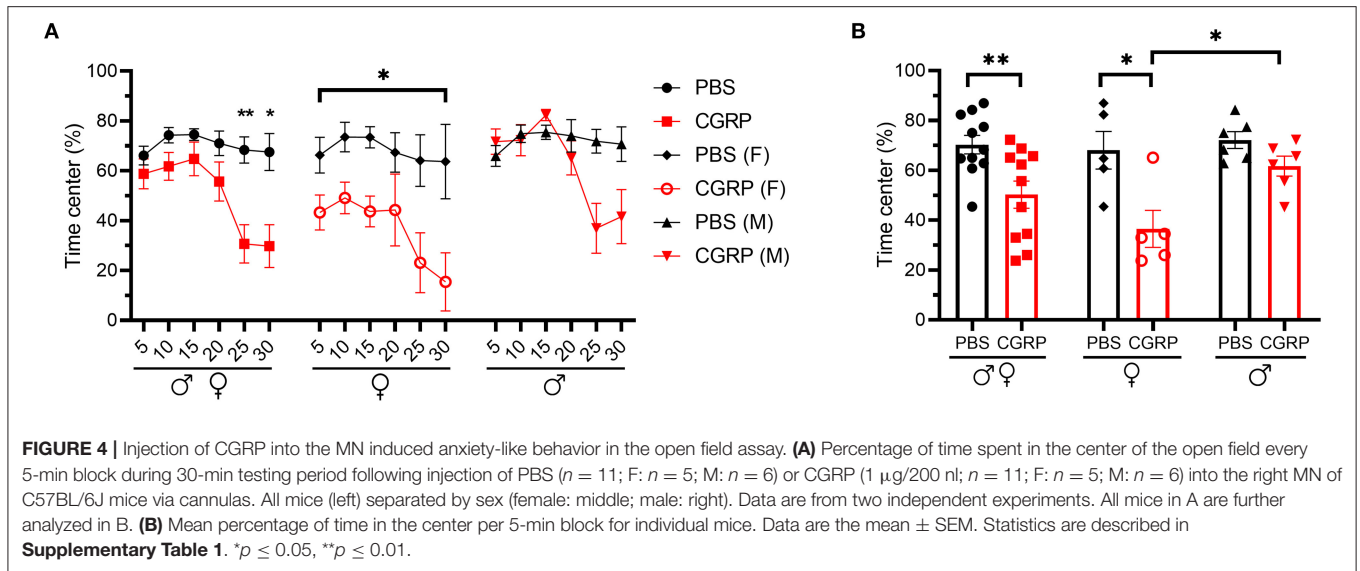 A
B
Time center (%)
100
80
60
40
20
0
*
** *
5 10 15 20 25 30
5 10 15 20 25 30
5 10 15 20 25 30
♂ ♀
♀
♂
PBS
CGRP
PBS (F)
CGRP (F)
PBS (M)
CGRP (M)
Time center (%)
100
80
60
40
20
0
** * *
PBS CGRP PBS CGRP PBS CGRP
♂♀ ♀ ♂
FIGURE 4 | Injection of CGRP into the MN induced anxiety-like behavior in the open field assay. (A) Percentage of time spent in the center of the open field every
5-min block during 30-min testing period following injection of PBS (n = 11; F: n = 5; M: n = 6) or CGRP (1 μg/200 nl; n = 11; F: n = 5; M: n = 6) into the right MN of
C57BL/6J mice via cannulas. All mice (left) separated by sex (female: middle; male: right). Data are from two independent experiments. All mice in A are further
analyzed in B. (B) Mean percentage of time in the center per 5-min block for individual mice. Data are the mean ± SEM. Statistics are described in
Supplementary Table 1. *p ≤ 0.05, **p ≤ 0.01.